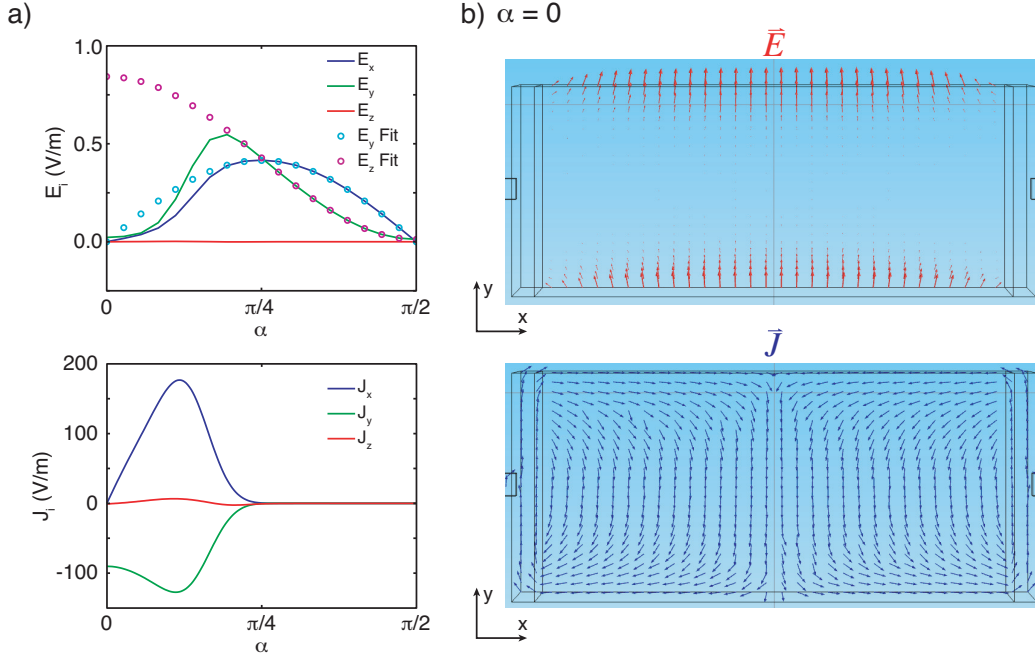 a)
1.0
0.5
0.0
E_i (V/m)
E_x
E_y
E_z
E_y Fit
E_z Fit
0
π/4
π/2
α
200
100
0
-100
J_i (V/m)
J_x
J_y
J_z
0
π/4
π/2
α
b) α = 0
E⃗
y
x
J⃗
y
x